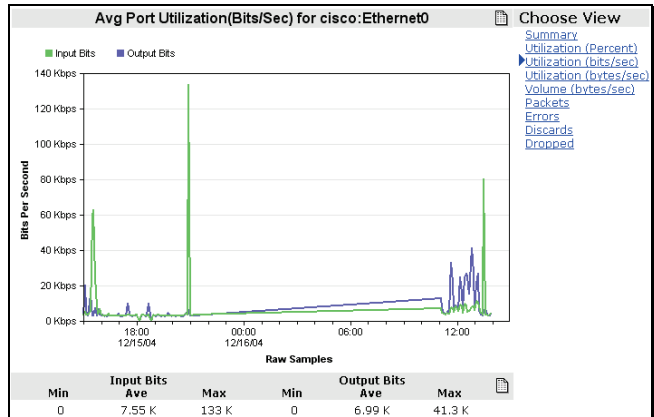 Avg Port Utilization(Bits/Sec) for cisco:Ethernet0
Input Bits
Output Bits
140 Kbps
120 Kbps
100 Kbps
80 Kbps
60 Kbps
40 Kbps
20 Kbps
0 Kbps
Bits Per Second
18:00
12/15/04
00:00
12/16/04
06:00
12:00
Raw Samples
Input Bits
Output Bits
Min Ave Max Min Ave Max
0 7.55 K 133 K 0 6.99 K 41.3 K
Choose View
Summary
Utilization (Percent)
Utilization (bits/sec)
Utilization (bytes/sec)
Volume (bytes/sec)
Packets
Errors
Discards
Dropped